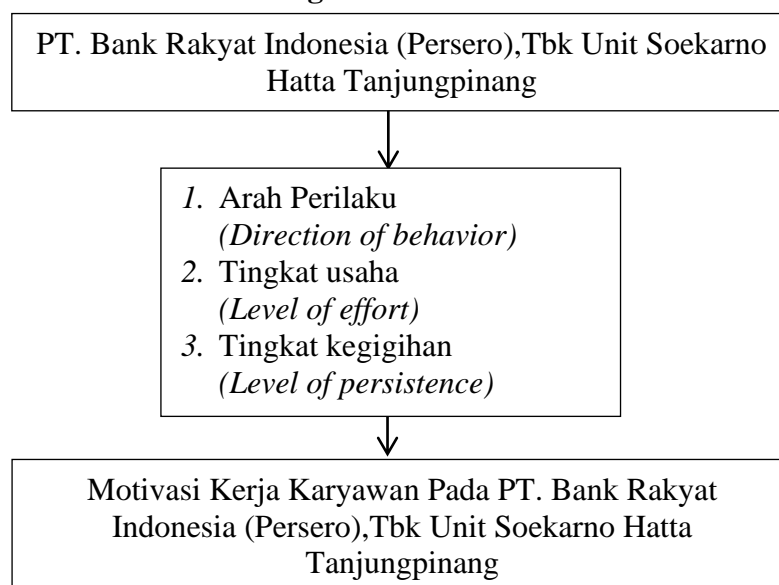 PT. Bank Rakyat Indonesia (Persero),Tbk Unit Soekarno
Hatta Tanjungpinang
1. Arah Perilaku
(Direction of behavior)
2. Tingkat usaha
(Level of effort)
3. Tingkat kegigihan
(Level of persistence)
Motivasi Kerja Karyawan Pada PT. Bank Rakyat
Indonesia (Persero),Tbk Unit Soekarno Hatta
Tanjungpinang